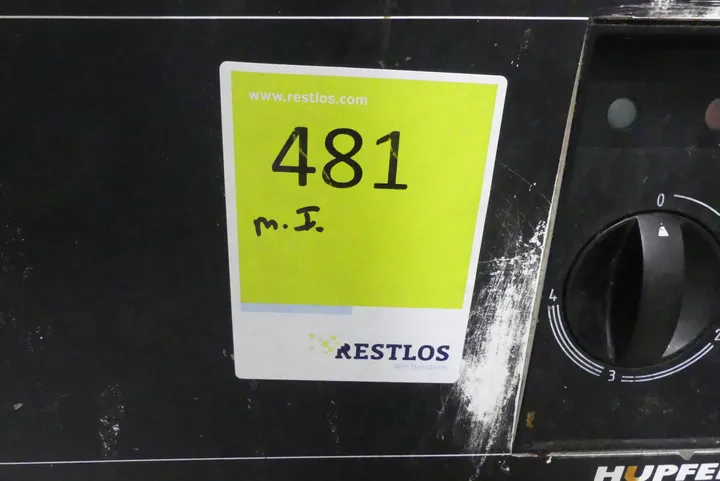 www.restlos.com
481
m. I.
RESTLOS
0
4
3
2
HUPFE